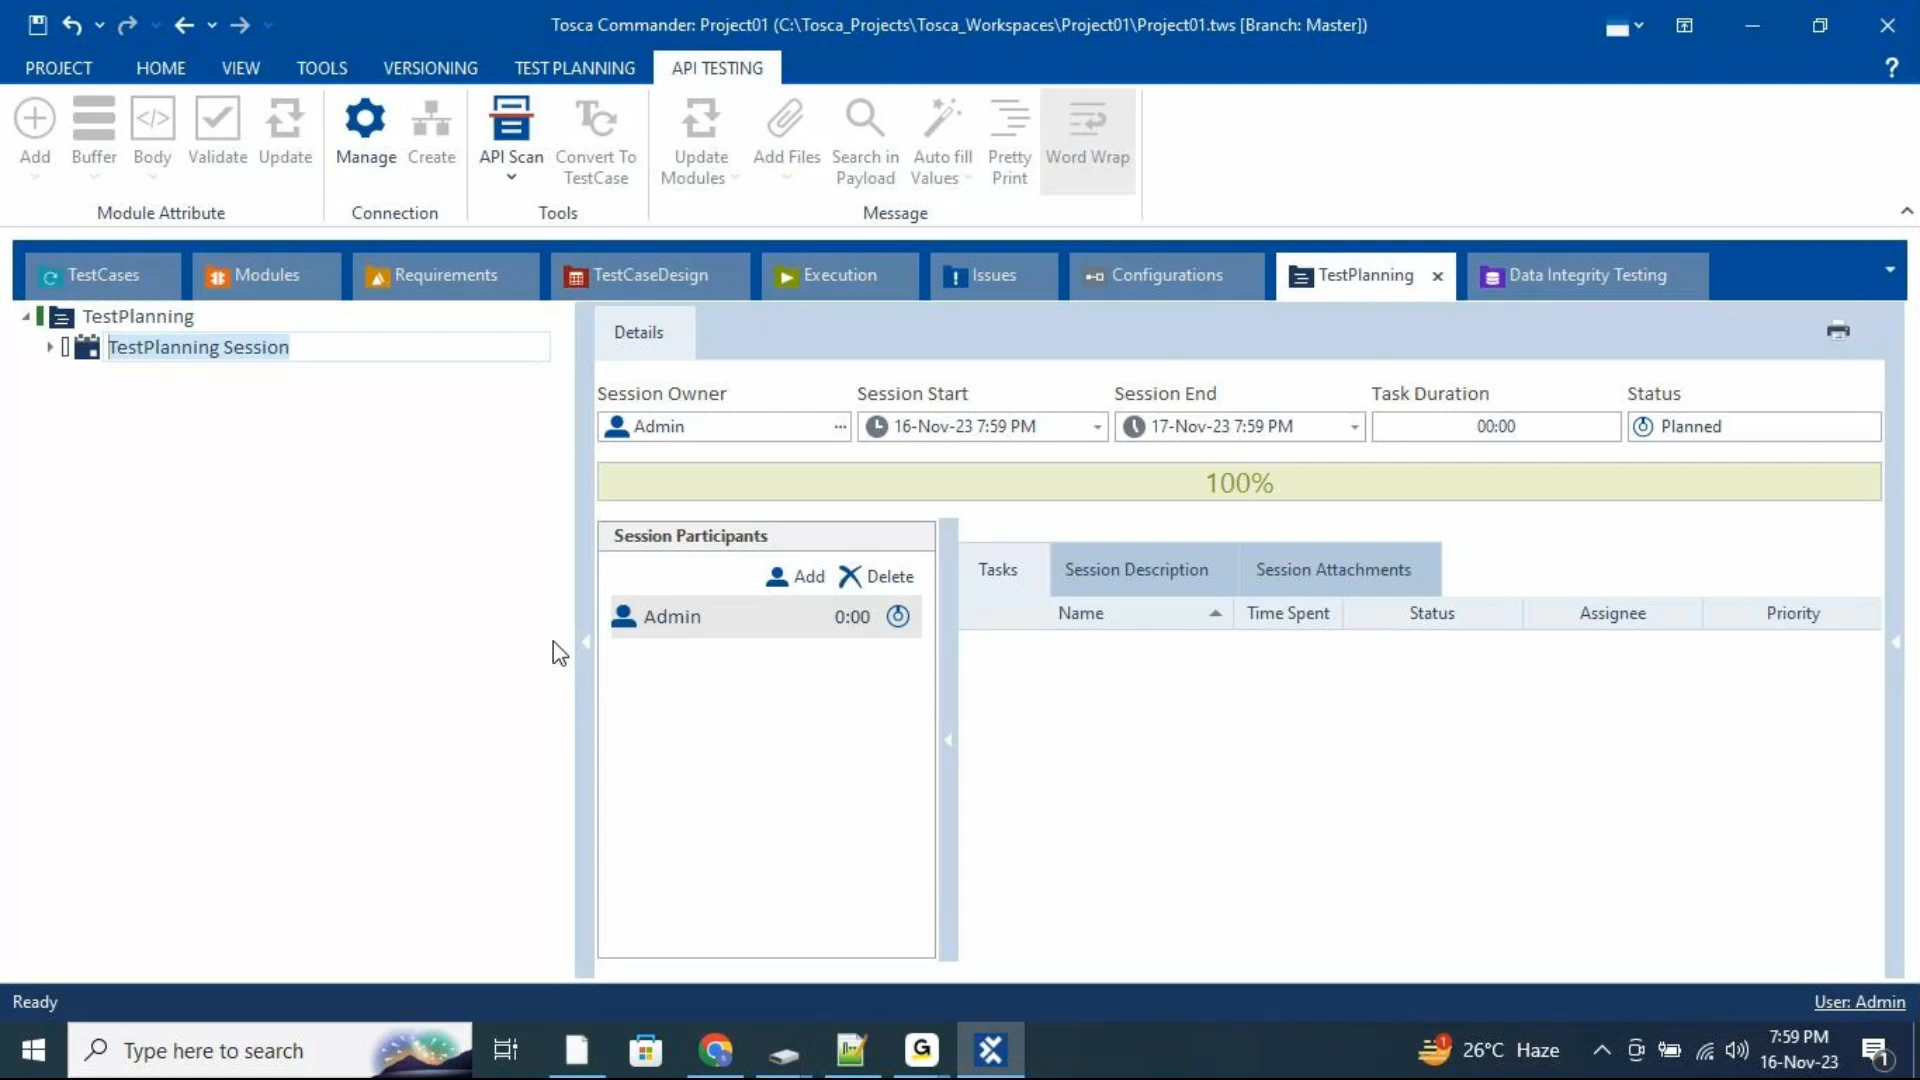 Tosca Commander: Project01 (C:\Tosca_Projects\Tosca_Workspaces\Project01\Project01.tws [Branch: Master])
PROJECT HOME VIEW TOOLS VERSIONING TEST PLANNING API TESTING ?
Add Buffer Body Validate Update Manage Create API Scan Convert To TestCase Update Modules Add Files Search in Payload Auto fill Values Pretty Print Word Wrap
Module Attribute Connection Tools Message
TestCases Modules Requirements TestCaseDesign Execution Issues Configurations TestPlanning Data Integrity Testing
TestPlanning
TestPlanning Session
Details
Session Owner Session Start Session End Task Duration Status
Admin ... 16-Nov-23 7:59 PM 17-Nov-23 7:59 PM 00:00 Planned
100%
Session Participants
Add Delete
Admin 0:00
Tasks Session Description Session Attachments
Name Time Spent Status Assignee Priority
Ready User: Admin
Type here to search 26°C Haze 7:59 PM
16-Nov-23